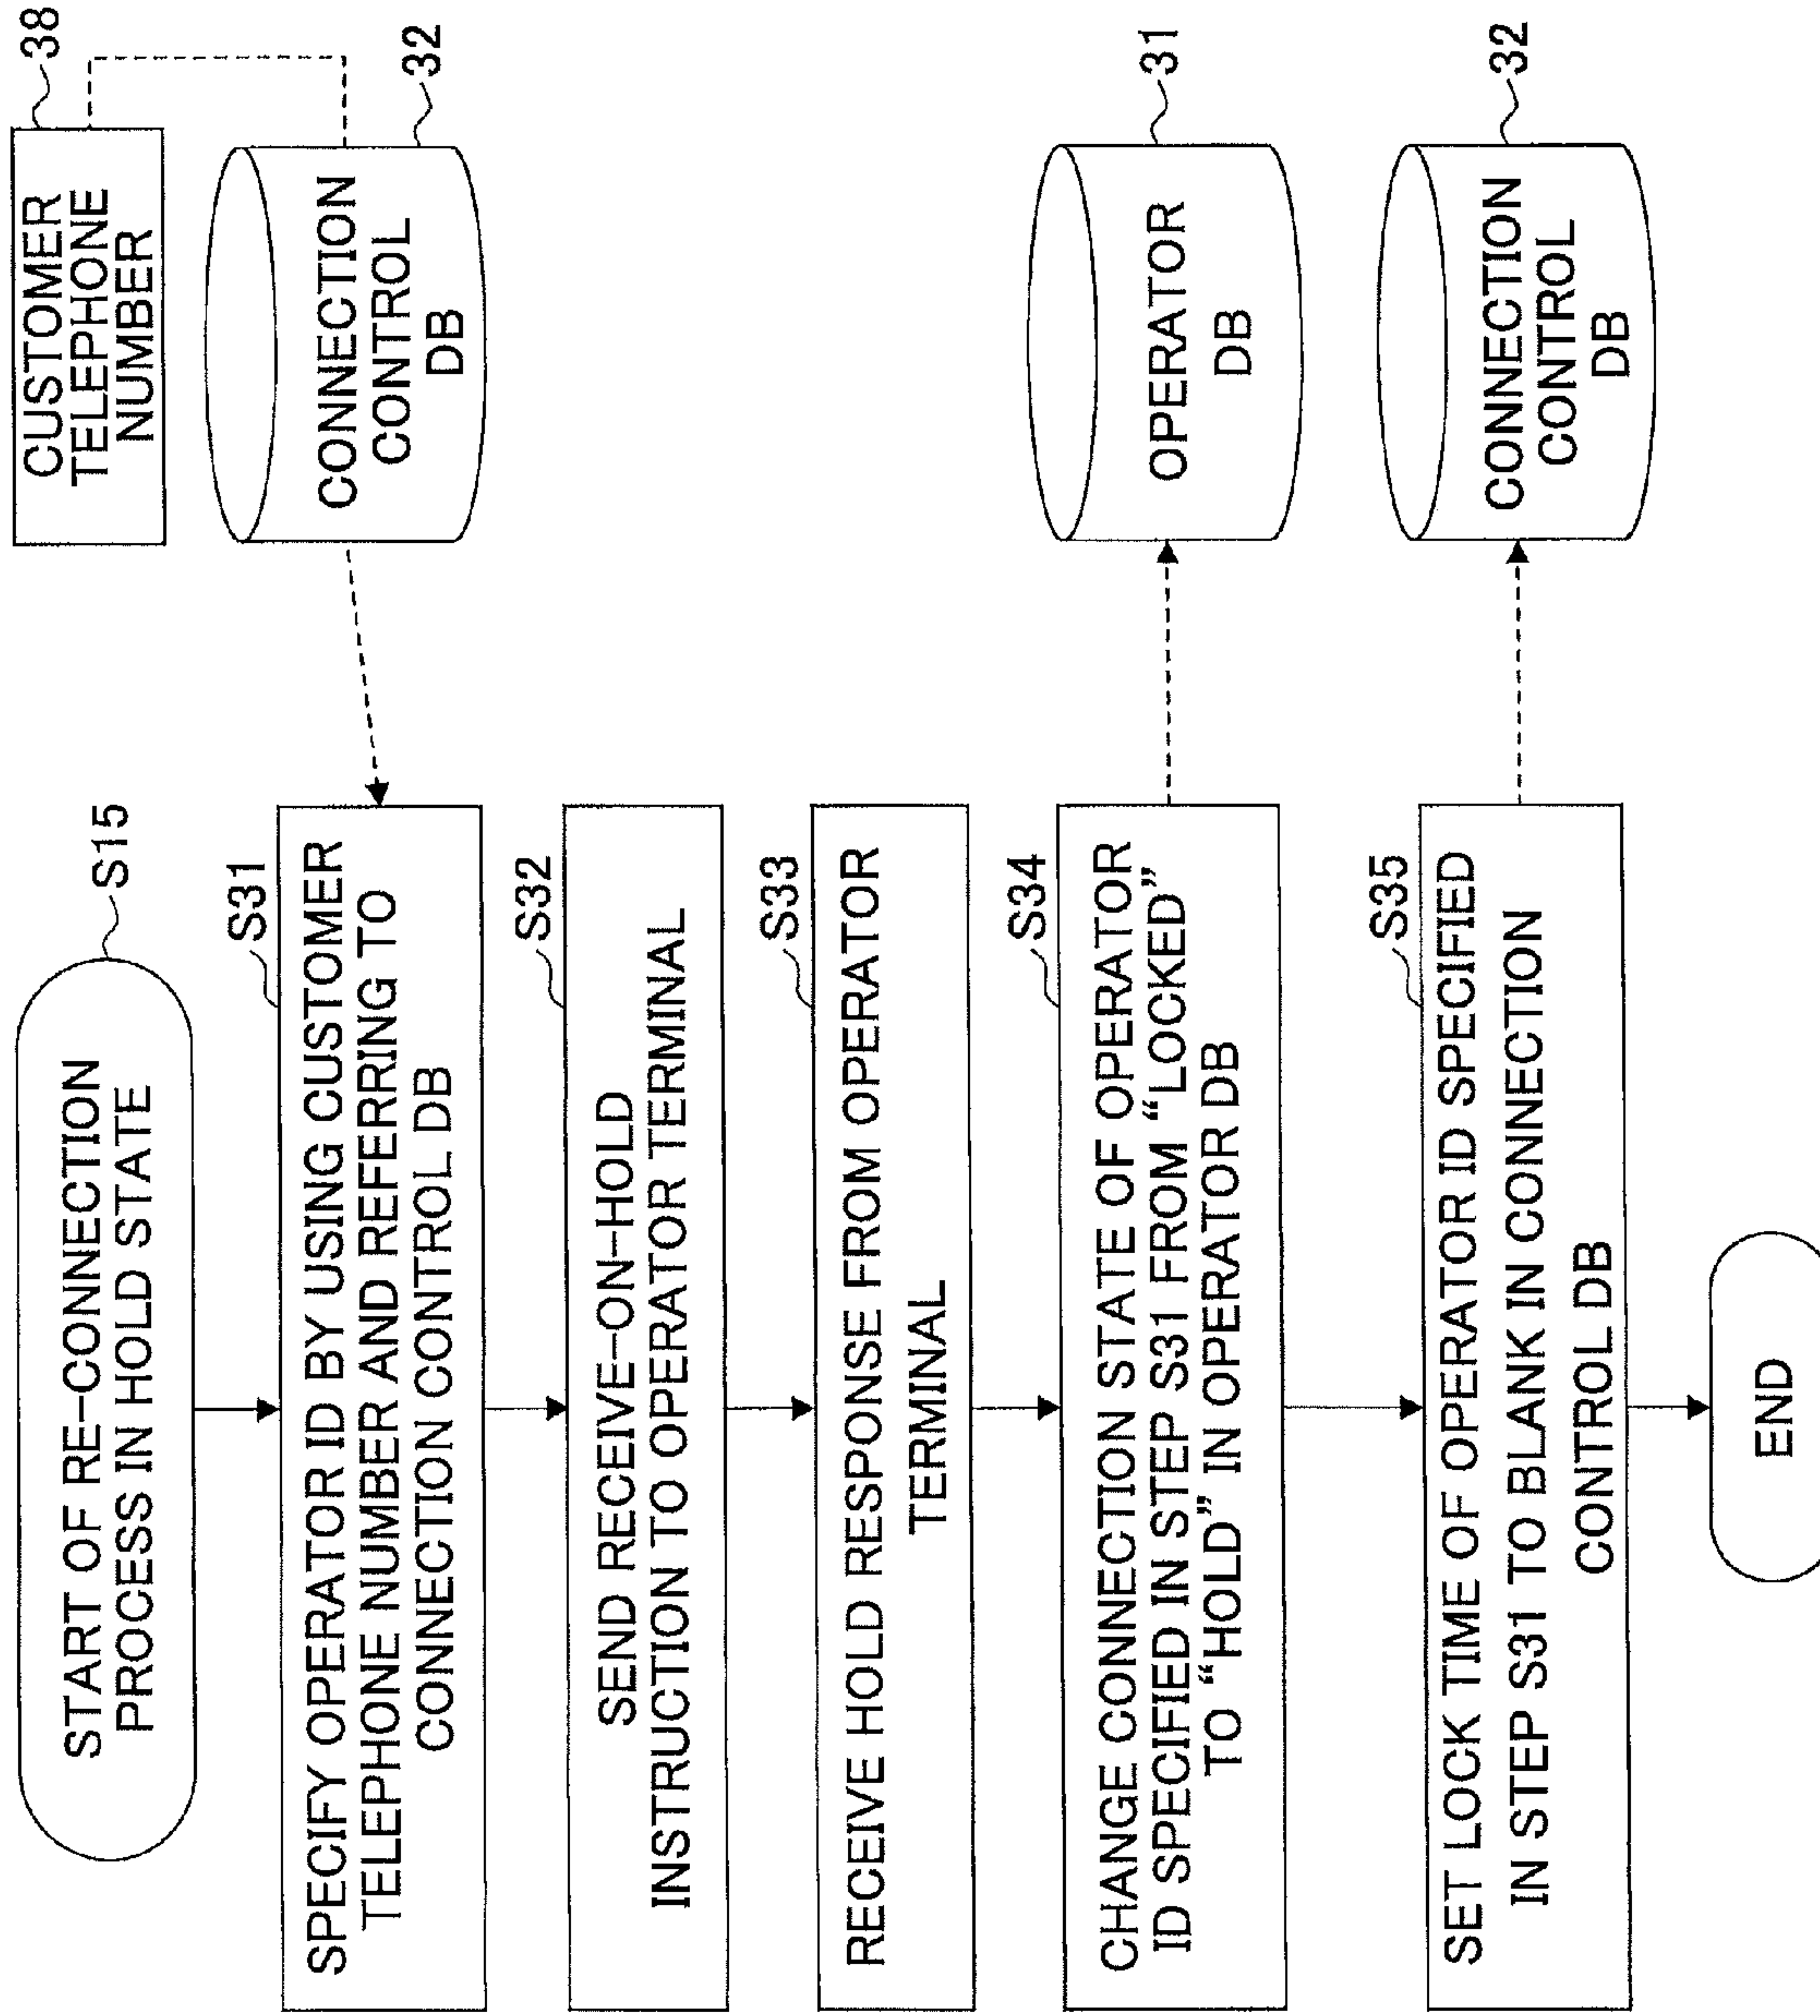 START OF RE-CONNECTION
PROCESS IN HOLD STATE
S15
CUSTOMER
TELEPHONE
NUMBER
38
S31
SPECIFY OPERATOR ID BY USING CUSTOMER
TELEPHONE NUMBER AND REFERRING TO
CONNECTION CONTROL DB
CONNECTION
CONTROL
DB
32
S32
SEND RECEIVE-ON-HOLD
INSTRUCTION TO OPERATOR TERMINAL
S33
RECEIVE HOLD RESPONSE FROM OPERATOR
TERMINAL
S34
CHANGE CONNECTION STATE OF OPERATOR
ID SPECIFIED IN STEP S31 FROM “LOCKED”
TO “HOLD” IN OPERATOR DB
OPERATOR
DB
31
S35
SET LOCK TIME OF OPERATOR ID SPECIFIED
IN STEP S31 TO BLANK IN CONNECTION
CONTROL DB
CONNECTION
CONTROL
DB
32
END